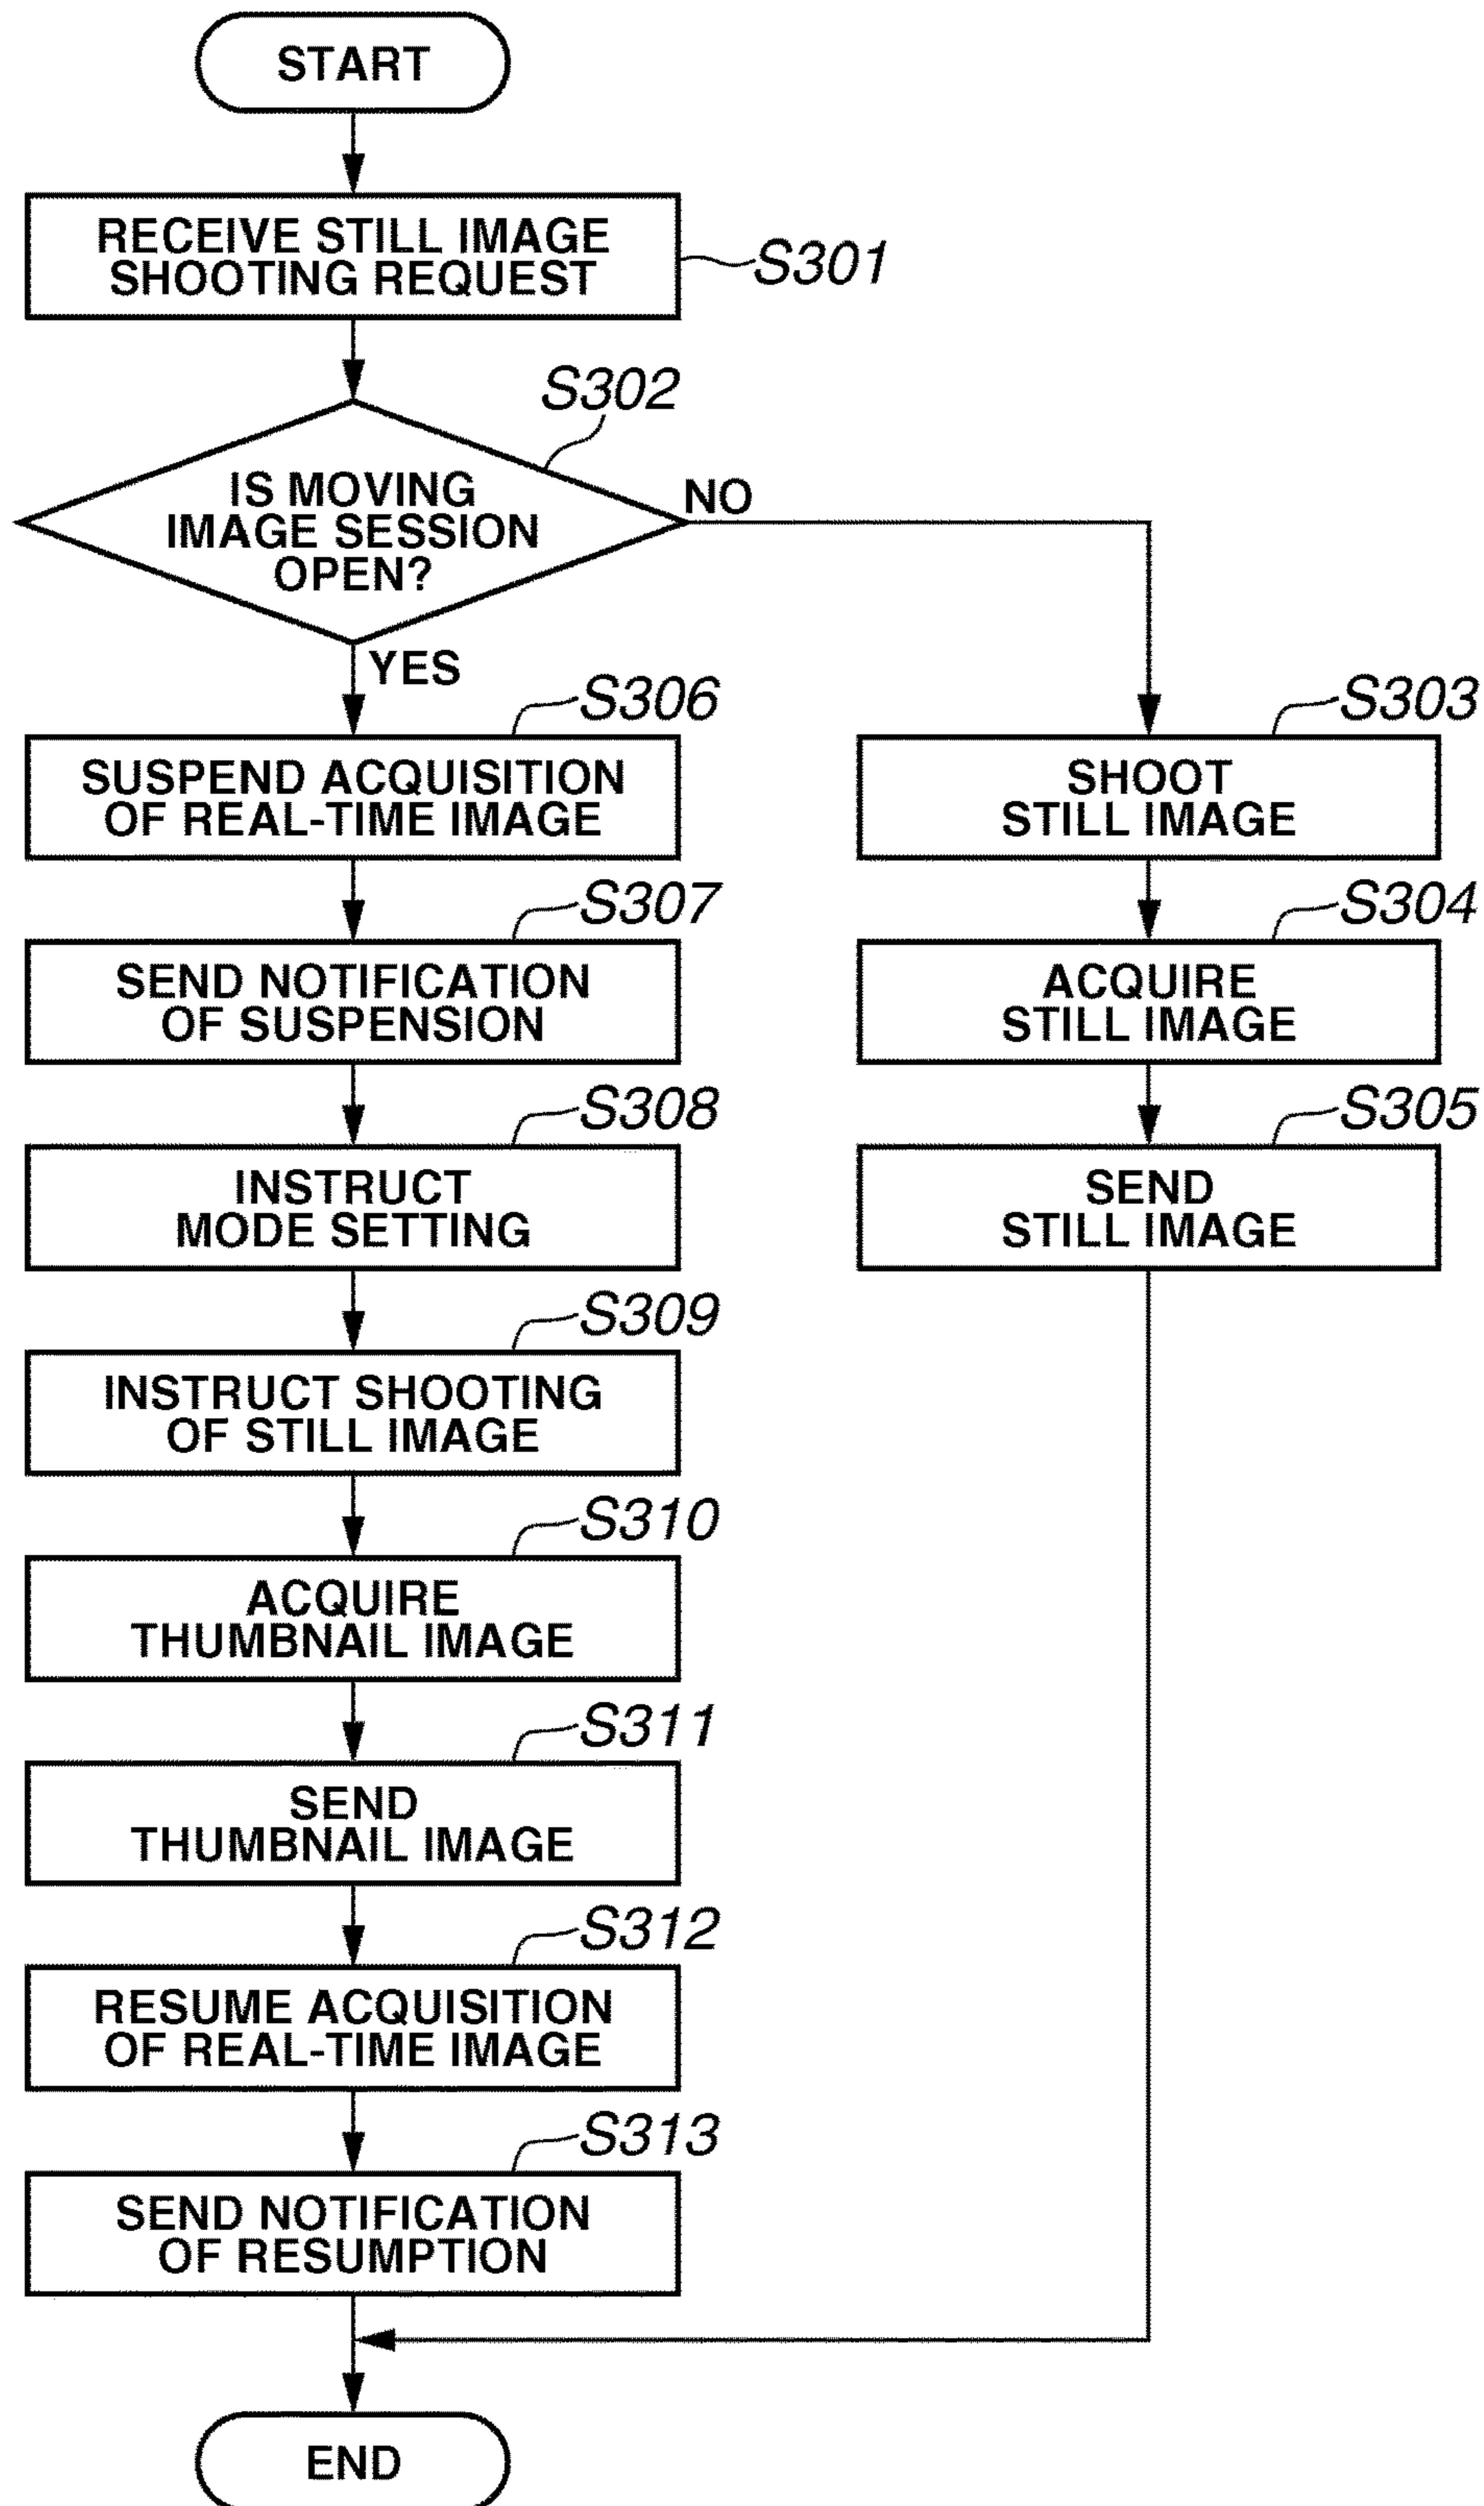 START
RECEIVE STILL IMAGE
SHOOTING REQUEST
S301
S302
IS MOVING
IMAGE SESSION
OPEN?
NO
YES
S306
SUSPEND ACQUISITION
OF REAL-TIME IMAGE
S307
SEND NOTIFICATION
OF SUSPENSION
S308
INSTRUCT
MODE SETTING
S309
INSTRUCT SHOOTING
OF STILL IMAGE
S310
ACQUIRE
THUMBNAIL IMAGE
S311
SEND
THUMBNAIL IMAGE
S312
RESUME ACQUISITION
OF REAL-TIME IMAGE
S313
SEND NOTIFICATION
OF RESUMPTION
S303
SHOOT
STILL IMAGE
S304
ACQUIRE
STILL IMAGE
S305
SEND
STILL IMAGE
END